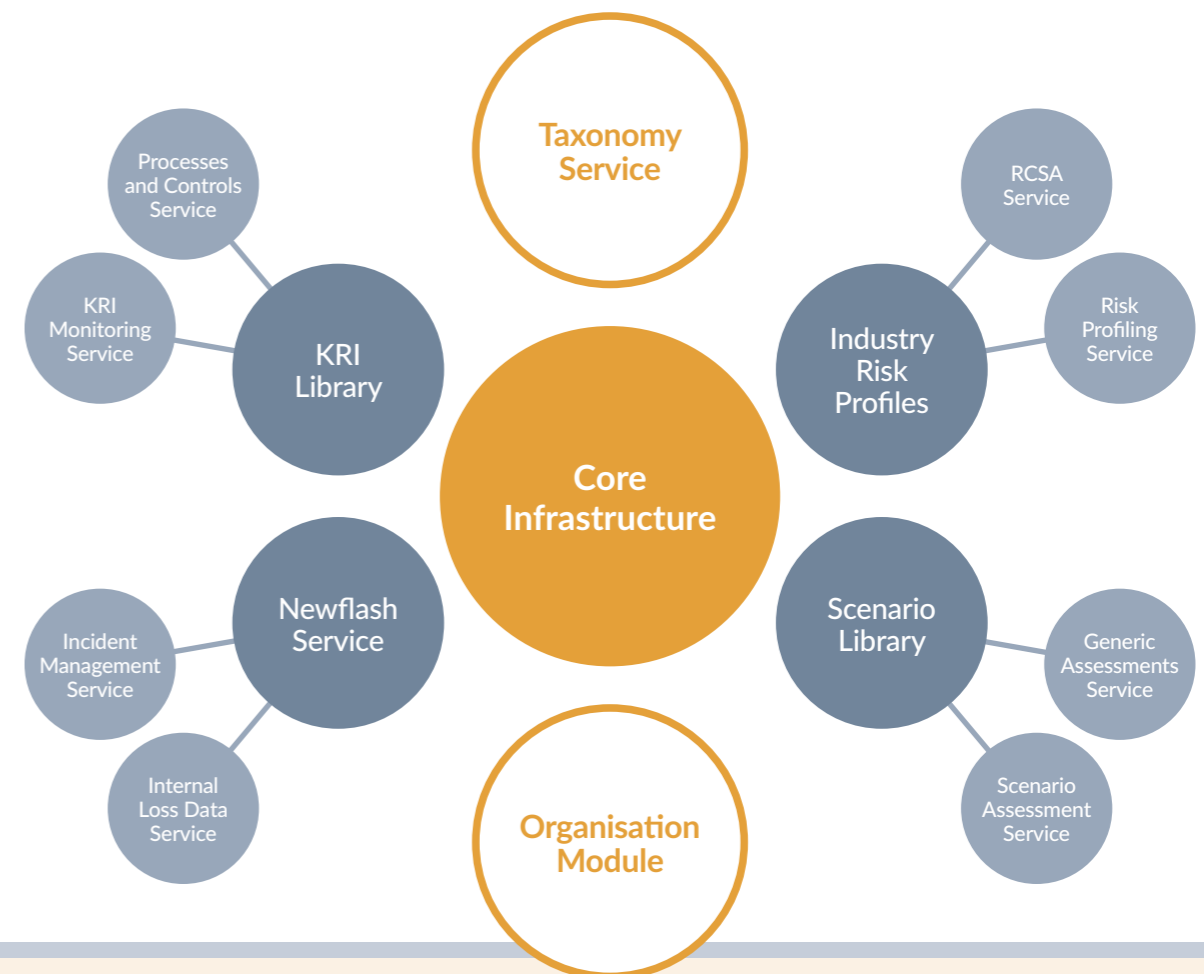 Taxonomy
Service
Processes
and Controls
Service
RCSA
Service
KRI
Monitoring
Service
Risk
Profiling
Service
KRI
Library
Industry
Risk
Profiles
Core
Infrastructure
Newflash
Service
Scenario
Library
Incident
Management
Service
Generic
Assessments
Service
Internal
Loss Data
Service
Scenario
Assessment
Service
Organisation
Module